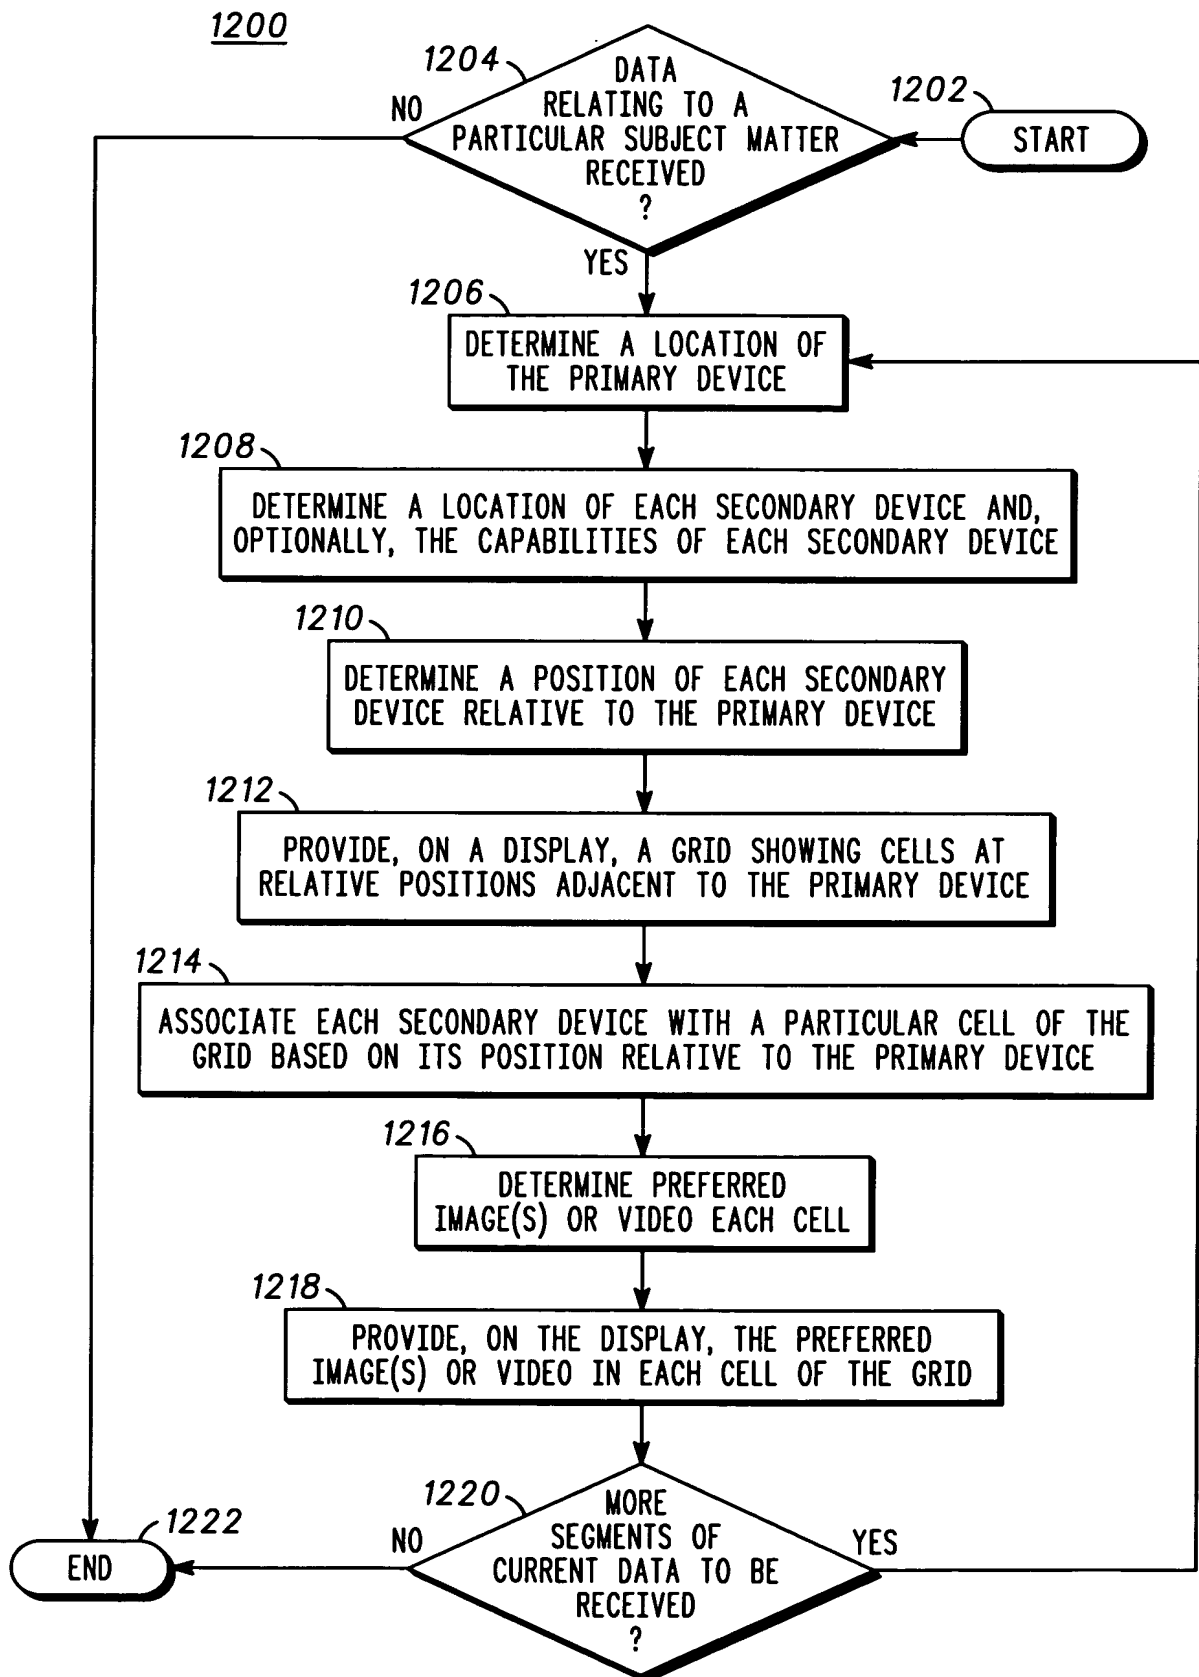 1200
1204
DATA
RELATING TO A
PARTICULAR SUBJECT MATTER
RECEIVED
?
NO
1202
START
YES
1206
DETERMINE A LOCATION OF
THE PRIMARY DEVICE
1208
DETERMINE A LOCATION OF EACH SECONDARY DEVICE AND,
OPTIONALLY, THE CAPABILITIES OF EACH SECONDARY DEVICE
1210
DETERMINE A POSITION OF EACH SECONDARY
DEVICE RELATIVE TO THE PRIMARY DEVICE
1212
PROVIDE, ON A DISPLAY, A GRID SHOWING CELLS AT
RELATIVE POSITIONS ADJACENT TO THE PRIMARY DEVICE
1214
ASSOCIATE EACH SECONDARY DEVICE WITH A PARTICULAR CELL OF THE
GRID BASED ON ITS POSITION RELATIVE TO THE PRIMARY DEVICE
1216
DETERMINE PREFERRED
IMAGE(S) OR VIDEO EACH CELL
1218
PROVIDE, ON THE DISPLAY, THE PREFERRED
IMAGE(S) OR VIDEO IN EACH CELL OF THE GRID
1220
MORE
SEGMENTS OF
CURRENT DATA TO BE
RECEIVED
?
YES
NO
1222
END